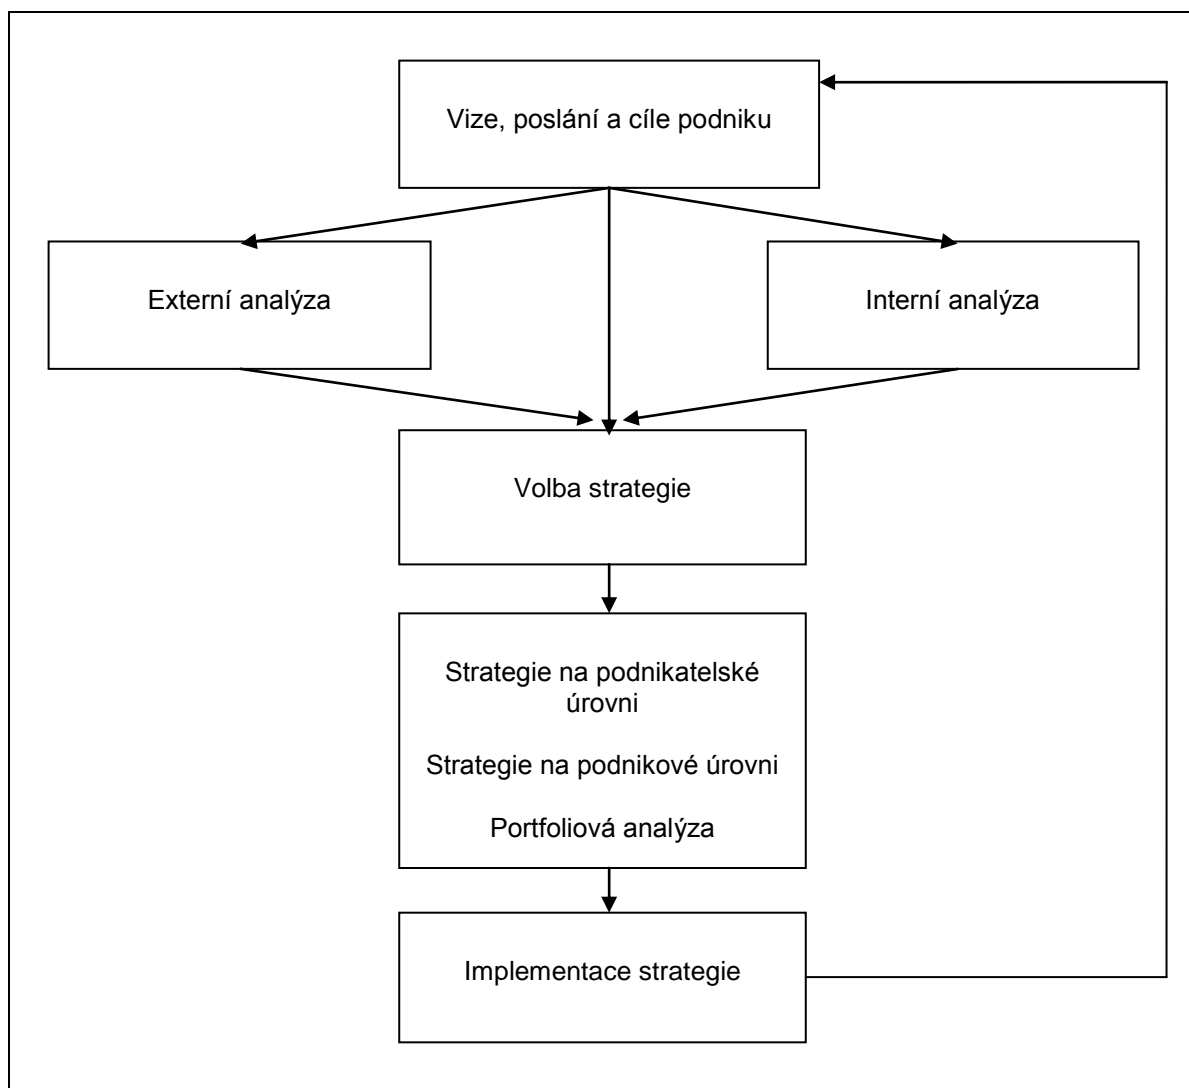 Vize, poslání a cíle podniku
Externí analýza
Interní analýza
Volba strategie
Strategie na podnikatelské
úrovni
Strategie na podnikové úrovni
Portfoliová analýza
Implementace strategie